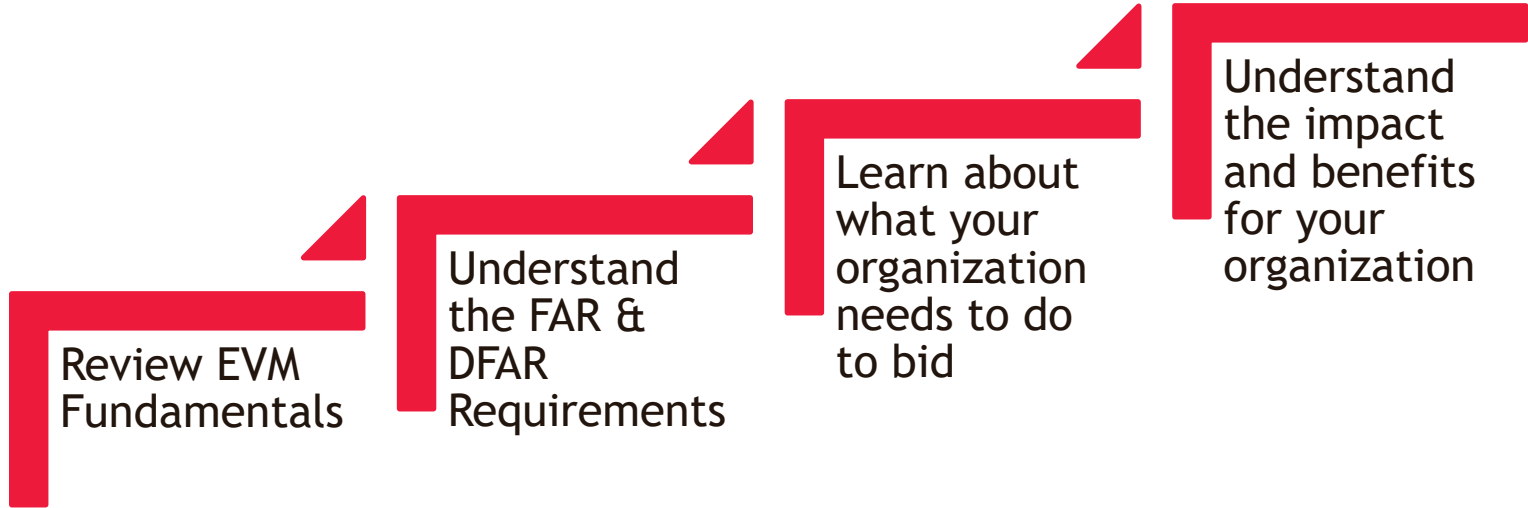 Review EVM
Fundamentals
Understand
the FAR &
DFAR
Requirements
Learn about
what your
organization
needs to do
to bid
Understand
the impact
and benefits
for your
organization